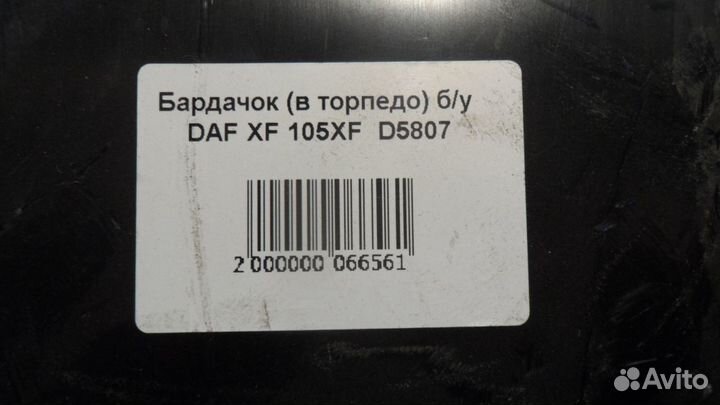 Бардачок (в торпедо) б/у
DAF XF 105XF D5807
2 000000 066561
Avito